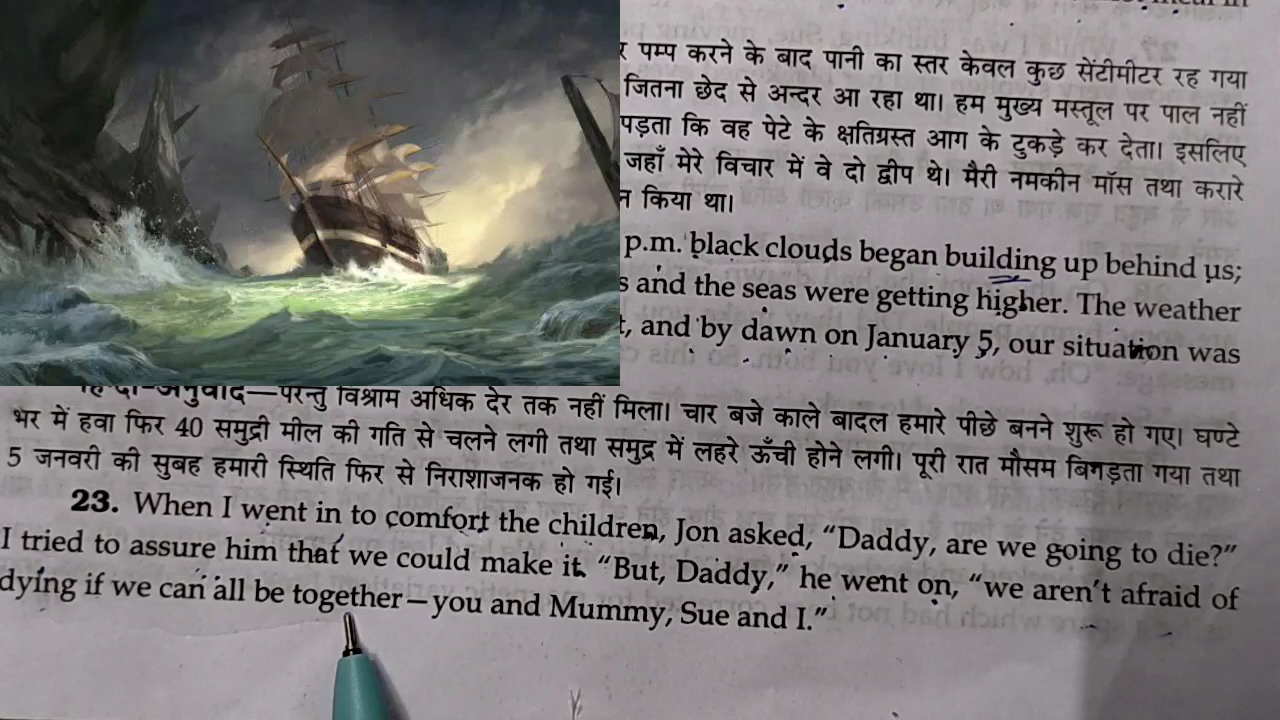 र पम्प करने के बाद पानी का स्तर केवल कुछ सेंटीमीटर रह गया
जितना छेद से अन्दर आ रहा था। हम मुख्य मस्तूल पर पाल नहीं
पड़ता कि वह पेटे के क्षतिग्रस्त आग के टुकड़े कर देता। इसलिए
जहाँ मेरे विचार में वे दो द्वीप थे। मैरी नमकीन माँस तथा करारे
न किया था।
p.m. black clouds began building up behind us;
s and the seas were getting higher. The weather
t, and by dawn on January 5, our situation was
हिन्दी-अनुवाद—परन्तु विश्राम अधिक देर तक नहीं मिला। चार बजे काले बादल हमारे पीछे बनने शुरू हो गए। घण्टे
भर में हवा फिर 40 समुद्री मील की गति से चलने लगी तथा समुद्र में लहरे ऊँची होने लगी। पूरी रात मौसम बिगड़ता गया तथा
5 जनवरी की सुबह हमारी स्थिति फिर से निराशाजनक हो गई।
23. When I went in to comfort the children, Jon asked, “Daddy, are we going to die?”
I tried to assure him that we could make it. “But, Daddy,” he went on, “we aren’t afraid of
dying if we can all be together—you and Mummy, Sue and I.”